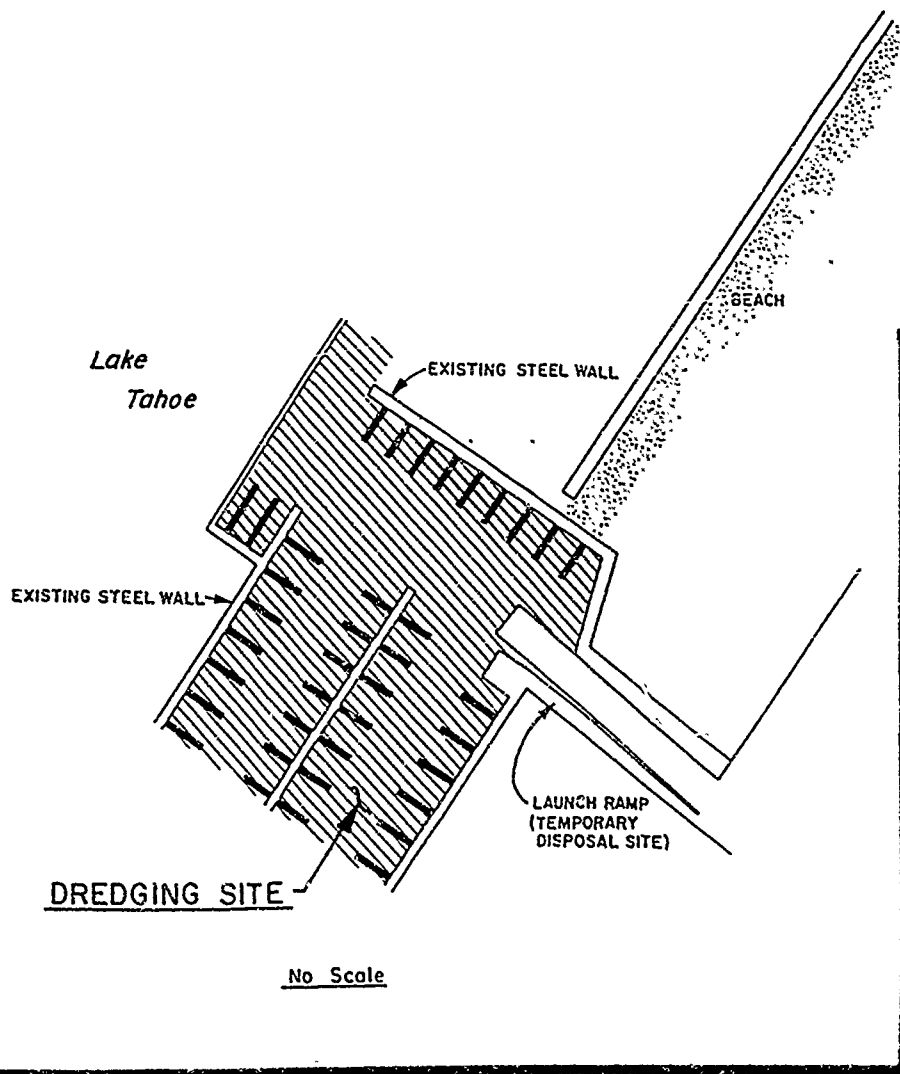 Lake
Tahoe
EXISTING STEEL WALL
BEACH
EXISTING STEEL WALL
LAUNCH RAMP
(TEMPORARY
DISPOSAL SITE)
DREDGING SITE
No Scale